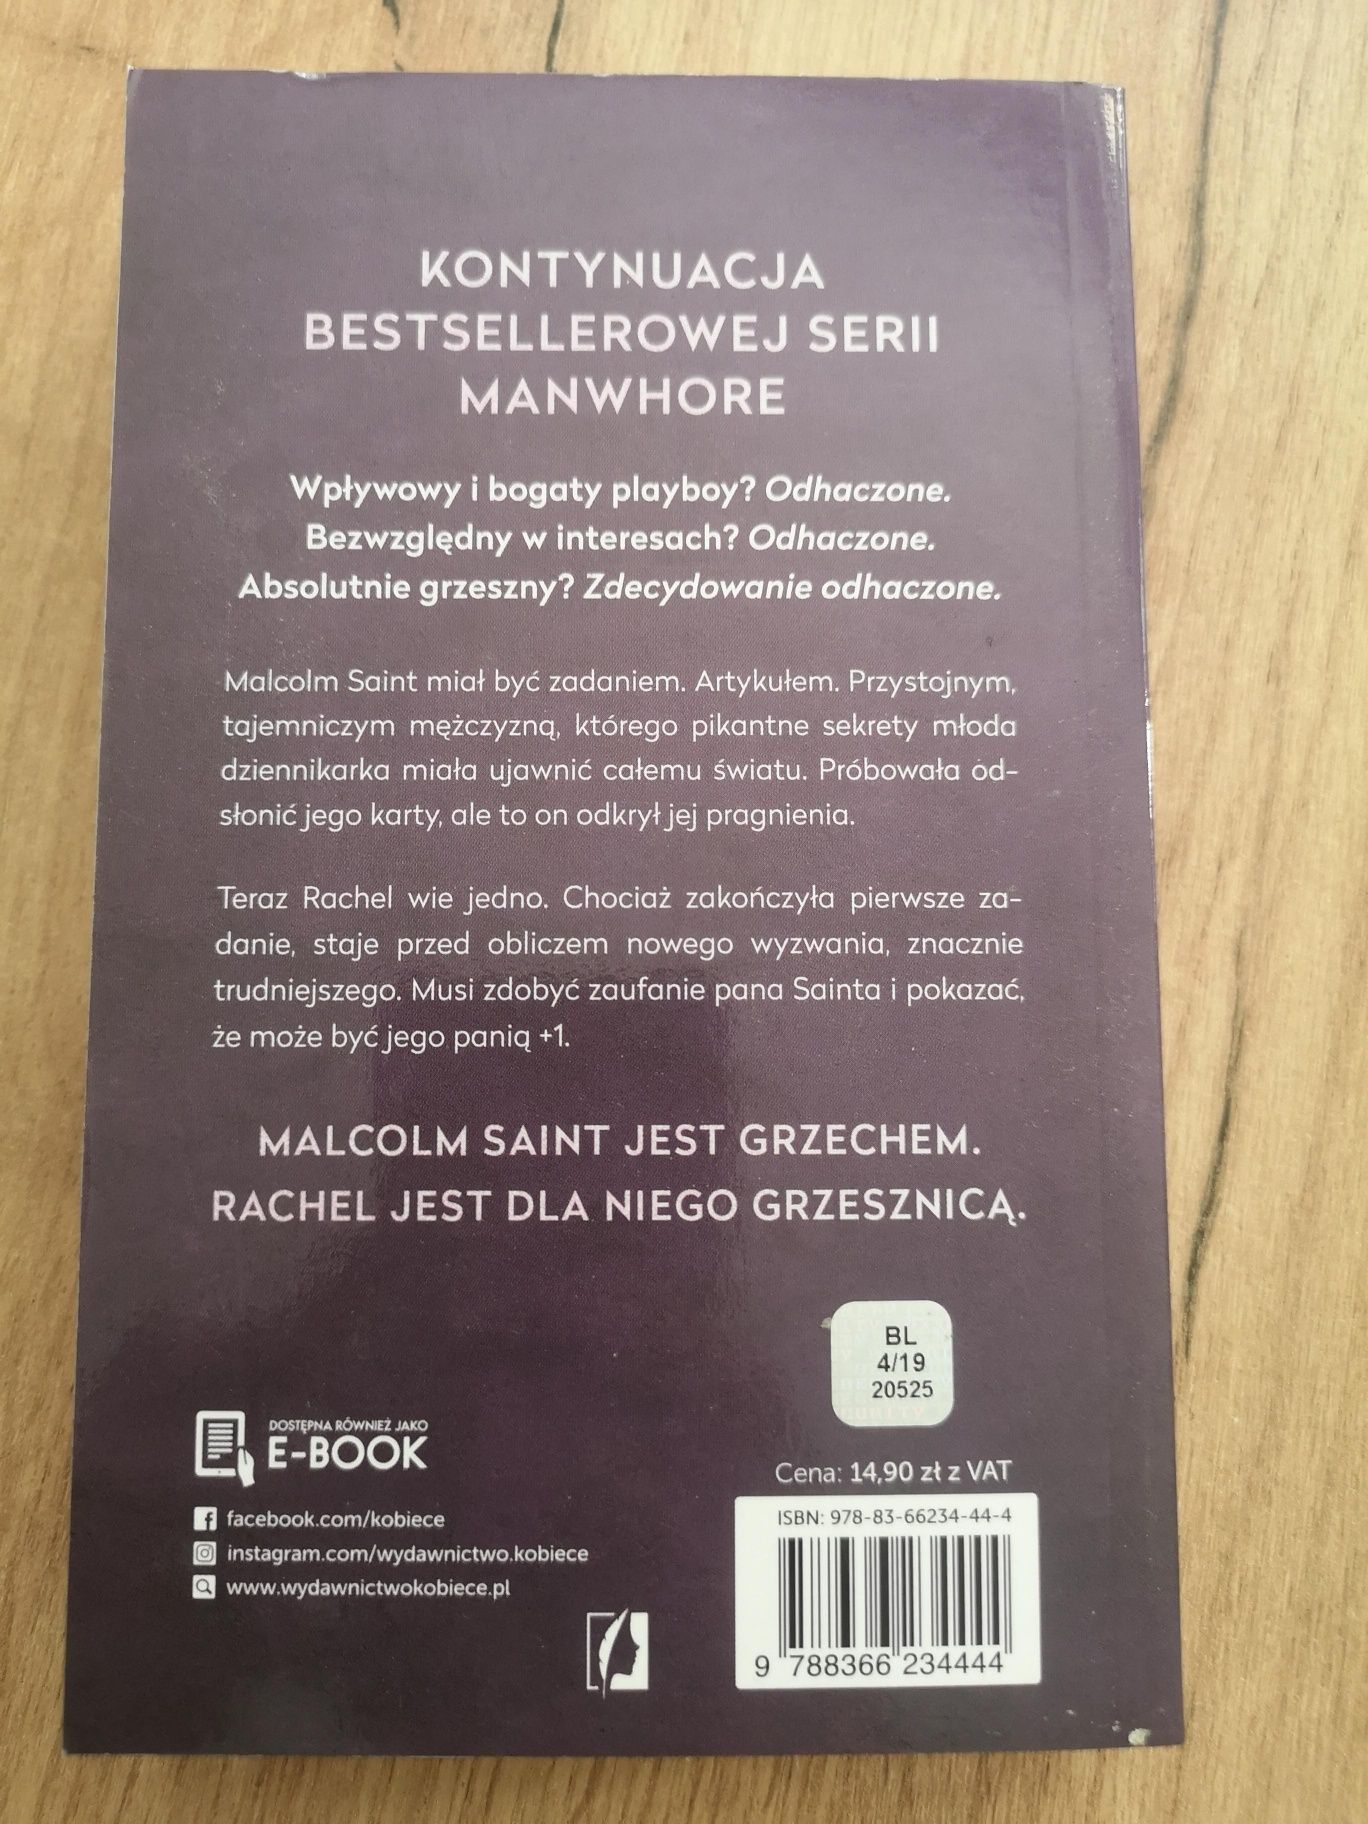 KONTYNUACJA
BESTSELLEROWEJ SERII
MANWHORE
Wpływowy i bogaty playboy? Odhaczone.
Bezwzględny w interesach? Odhaczone.
Absolutnie grzeszny? Zdecydowanie odhaczone.
Malcolm Saint miał być zadaniem. Artykułem. Przystojnym,
tajemniczym mężczyzną, którego pikantne sekrety młoda
dziennikarka miała ujawnić całemu światu. Próbowała od-
słonić jego karty, ale to on odkrył jej pragnienia.
Teraz Rachel wie jedno. Chociaż zakończyła pierwsze za-
danie, staje przed obliczem nowego wyzwania, znacznie
trudniejszego. Musi zdobyć zaufanie pana Sainta i pokazać,
że może być jego panią +1.
MALCOLM SAINT JEST GRZECHEM.
RACHEL JEST DLA NIEGO GRZESZNICĄ.
BL
4/19
20525
DOSTĘPNA RÓWNIEŻ JAKO
E-BOOK
facebook.com/kobiece
instagram.com/wydawnictwo.kobiece
www.wydawnictwokobiece.pl
Cena: 14,90 zł z VAT
ISBN: 978-83-66234-44-4
9 788366 234444